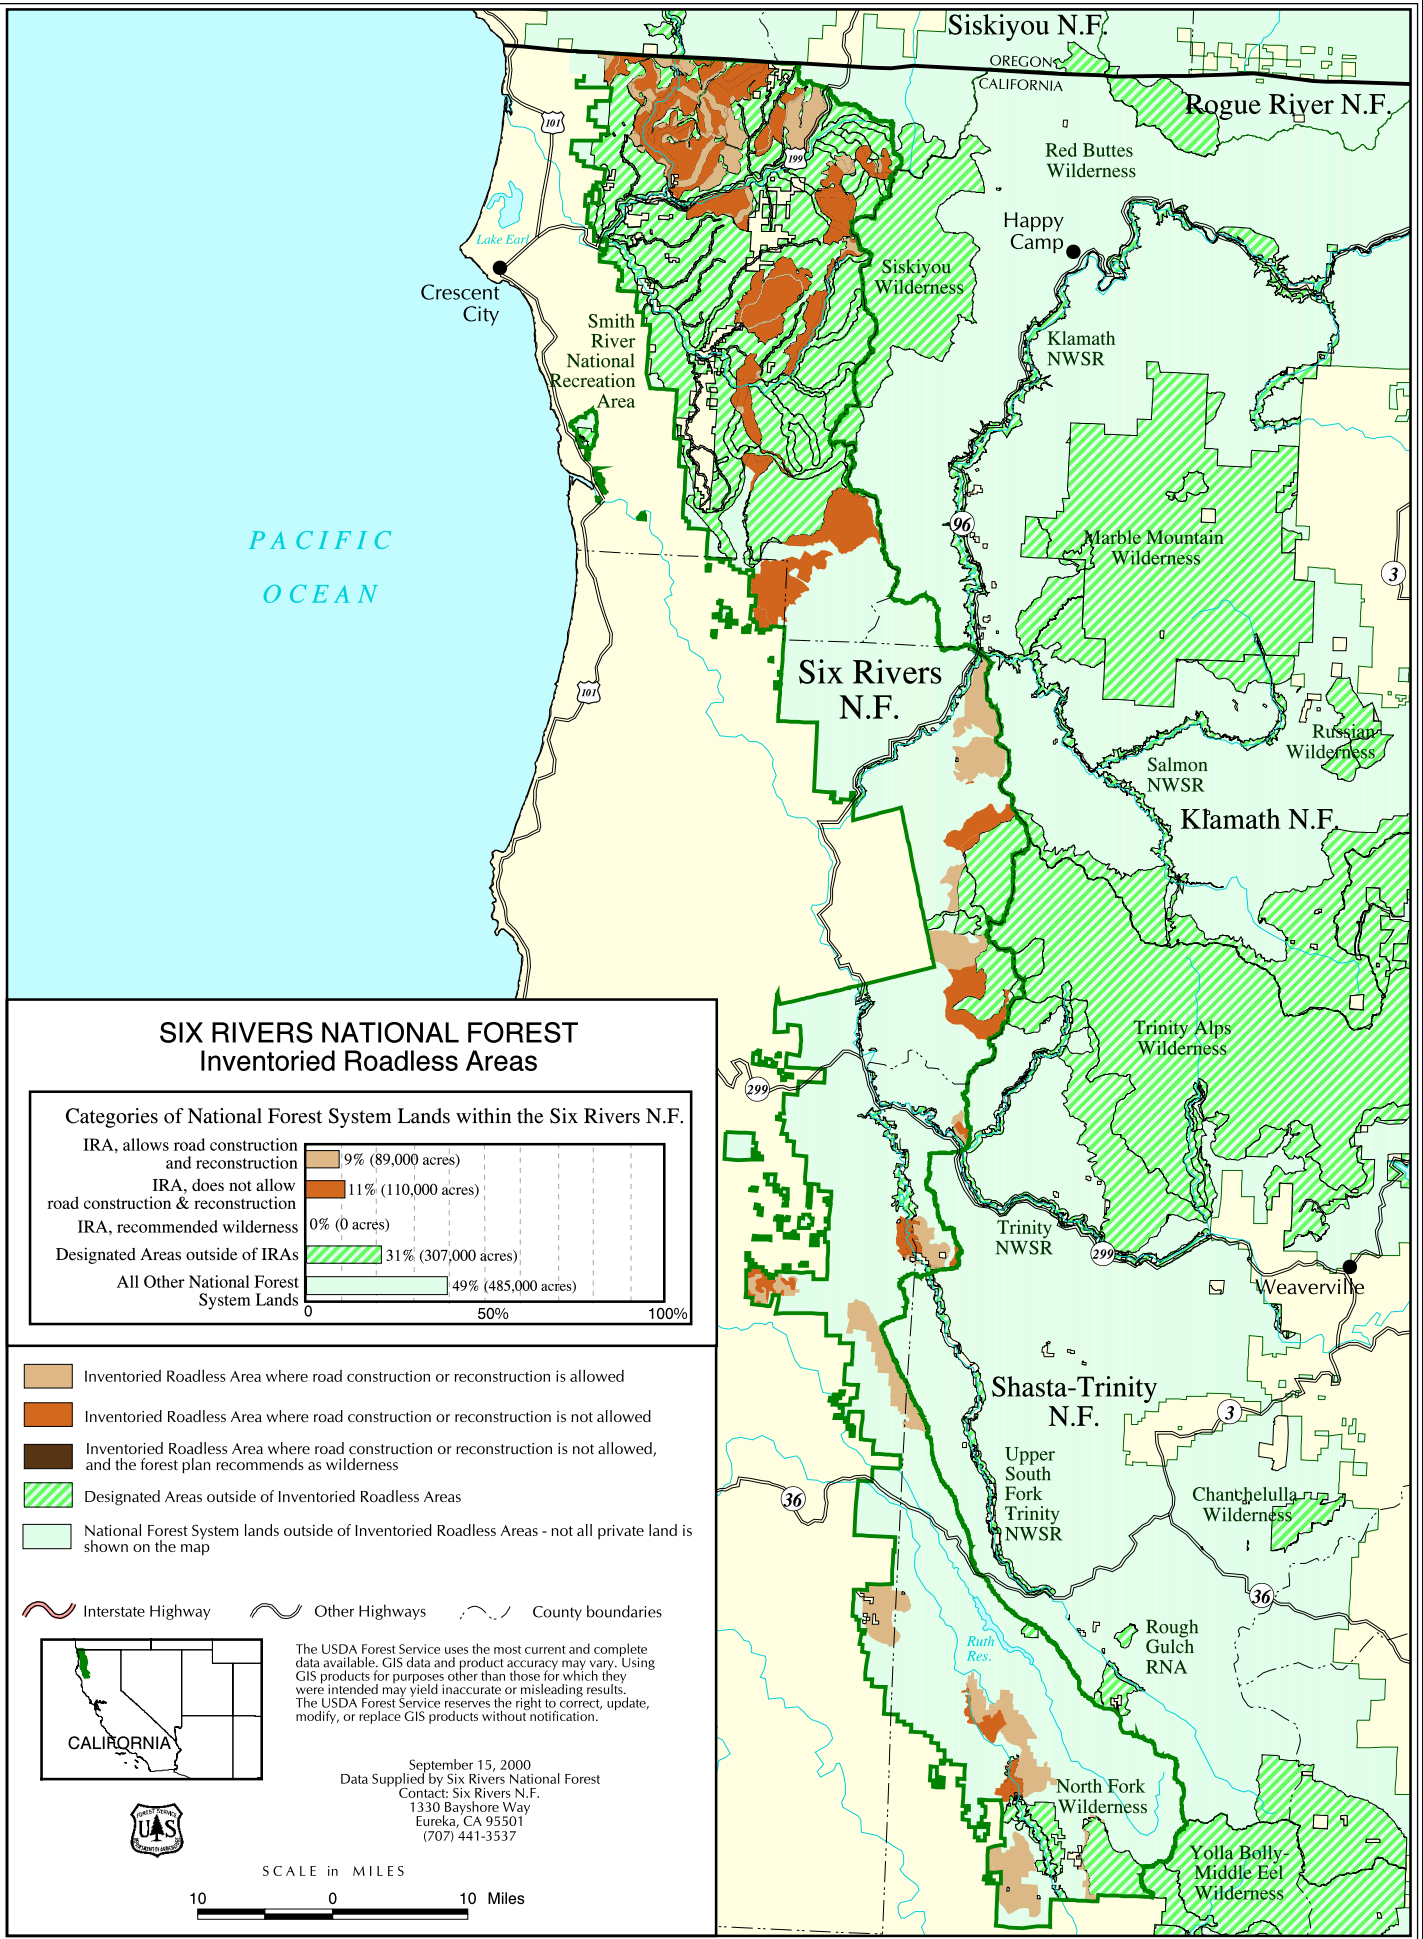 Siskiyou N.F.
OREGON
CALIFORNIA
Rogue River N.F.
101
199
Red Buttes
Wilderness
Happy
Camp
Lake Earl
Crescent
City
Siskiyou
Wilderness
Smith
River
National
Recreation
Area
Klamath
NWSR
96
Marble Mountain
Wilderness
3
PACIFIC
OCEAN
Six Rivers
N.F.
101
Russian
Wilderness
Salmon
NWSR
Klamath N.F.
Trinity Alps
Wilderness
299
Trinity
NWSR
299
Weaverville
Shasta-Trinity
N.F.
3
Upper
South
Fork
Trinity
NWSR
36
Chanchelulla
Wilderness
36
Rough
Gulch
RNA
Ruth
Res.
North Fork
Wilderness
Yolla Bolly-
Middle Eel
Wilderness
SIX RIVERS NATIONAL FOREST
Inventoried Roadless Areas
Categories of National Forest System Lands within the Six Rivers N.F.
IRA, allows road construction
and reconstruction
9% (89,000 acres)
IRA, does not allow
road construction & reconstruction
11% (110,000 acres)
IRA, recommended wilderness
0% (0 acres)
Designated Areas outside of IRAs
31% (307,000 acres)
All Other National Forest
System Lands
49% (485,000 acres)
0 50% 100%
Inventoried Roadless Area where road construction or reconstruction is allowed
Inventoried Roadless Area where road construction or reconstruction is not allowed
Inventoried Roadless Area where road construction or reconstruction is not allowed,
and the forest plan recommends as wilderness
Designated Areas outside of Inventoried Roadless Areas
National Forest System lands outside of Inventoried Roadless Areas - not all private land is
shown on the map
Interstate Highway Other Highways County boundaries
CALIFORNIA
The USDA Forest Service uses the most current and complete
data available. GIS data and product accuracy may vary. Using
GIS products for purposes other than those for which they
were intended may yield inaccurate or misleading results.
The USDA Forest Service reserves the right to correct, update,
modify, or replace GIS products without notification.
September 15, 2000
Data Supplied by Six Rivers National Forest
Contact: Six Rivers N.F.
1330 Bayshore Way
Eureka, CA 95501
(707) 441-3537
FOREST SERVICE
U S
DEPARTMENT OF AGRICULTURE
SCALE in MILES
10 0 10 Miles